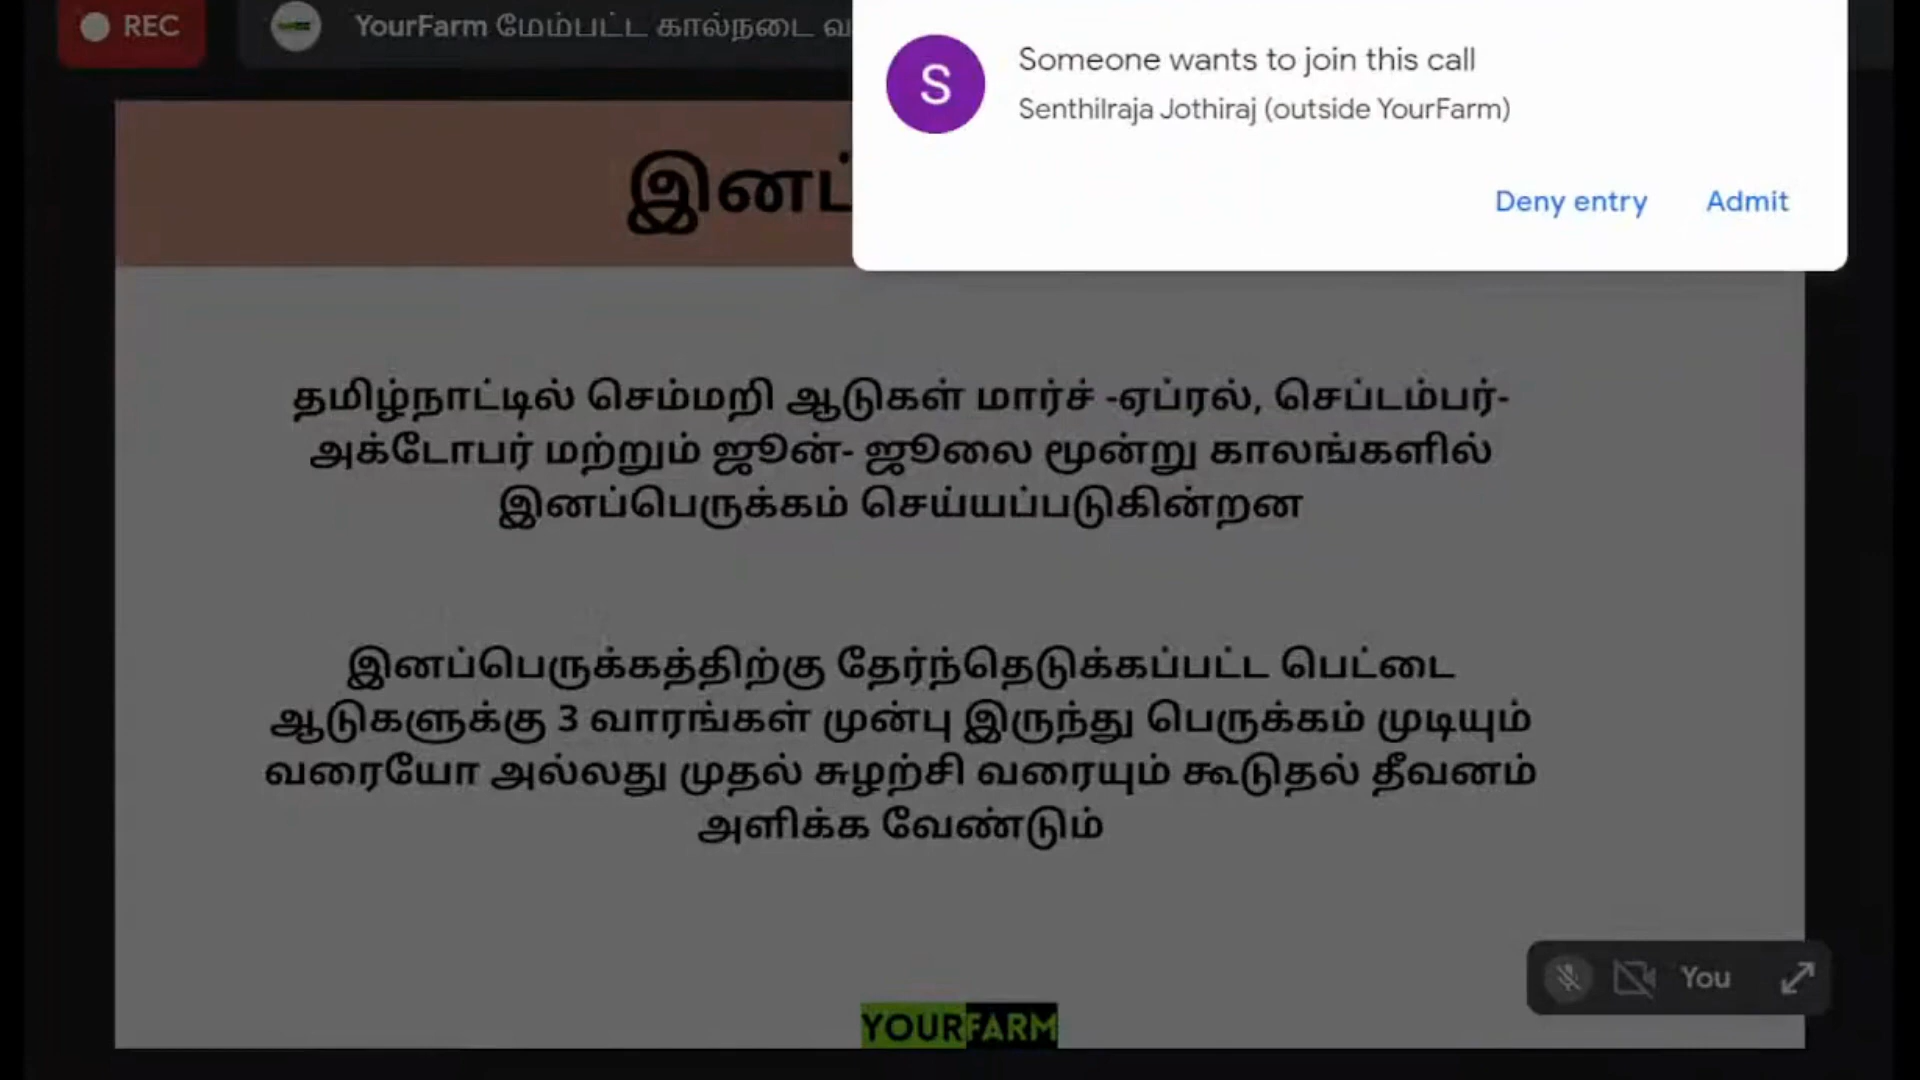 REC
YourFarm மேம்பட்ட கால்நடை
Someone wants to join this call
S
Senthilraja Jothiraj (outside YourFarm)
Deny entry Admit
தமிழ்நாட்டில் செம்மறி ஆடுகள் மார்ச் -ஏப்ரல், செப்டம்பர்-
அக்டோபர் மற்றும் ஜூன்- ஜூலை மூன்று காலங்களில்
இனப்பெருக்கம் செய்யப்படுகின்றன
இனப்பெருக்கத்திற்கு தேர்ந்தெடுக்கப்பட்ட பெட்டை
ஆடுகளுக்கு 3 வாரங்கள் முன்பு இருந்து பெருக்கம் முடியும்
வரையோ அல்லது முதல் சுழற்சி வரையும் கூடுதல் தீவனம்
அளிக்க வேண்டும்
You
YOURFARM